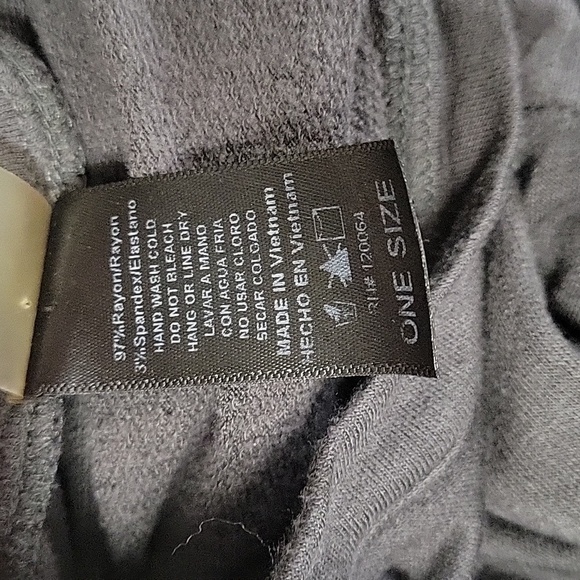 97%Rayon/Rayon
3%Spandex/Elastano
HAND WASH COLD
DO NOT BLEACH
HANG OR LINE DRY
LAVAR A MANO
CON AGUA FRIA
NO USAR CLORO
SECAR COLGADO
MADE IN Vietnam
HECHO EN Vietnam
RN# 120064
ONE SIZE